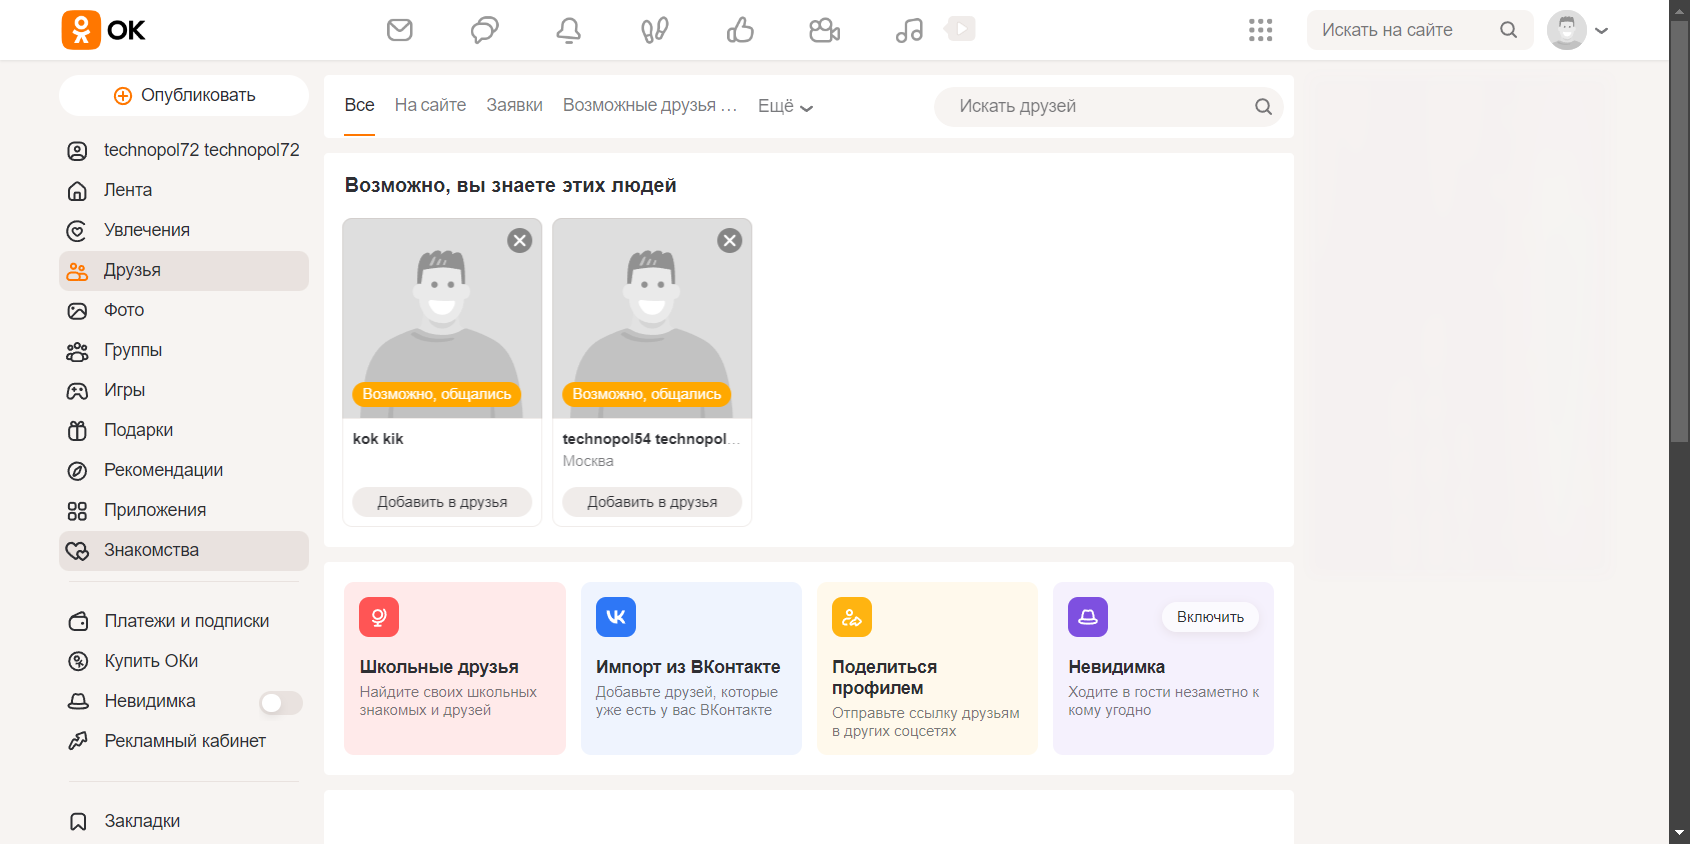 OK
Искать на сайте
Опубликовать
technopol72 technopol72
Лента
Увлечения
Друзья
Фото
Группы
Игры
Подарки
Рекомендации
Приложения
Знакомства
Платежи и подписки
Купить ОКи
Невидимка
Рекламный кабинет
Закладки
Все
На сайте
Заявки
Возможные друзья …
Ещё
Искать друзей
Возможно, вы знаете этих людей
Возможно, общались
kok kik
Добавить в друзья
Возможно, общались
technopol54 technopol…
Москва
Добавить в друзья
Школьные друзья
Найдите своих школьных
знакомых и друзей
Импорт из ВКонтакте
Добавьте друзей, которые
уже есть у вас ВКонтакте
Поделиться
профилем
Отправьте ссылку друзьям
в других соцсетях
Включить
Невидимка
Ходите в гости незаметно к
кому угодно